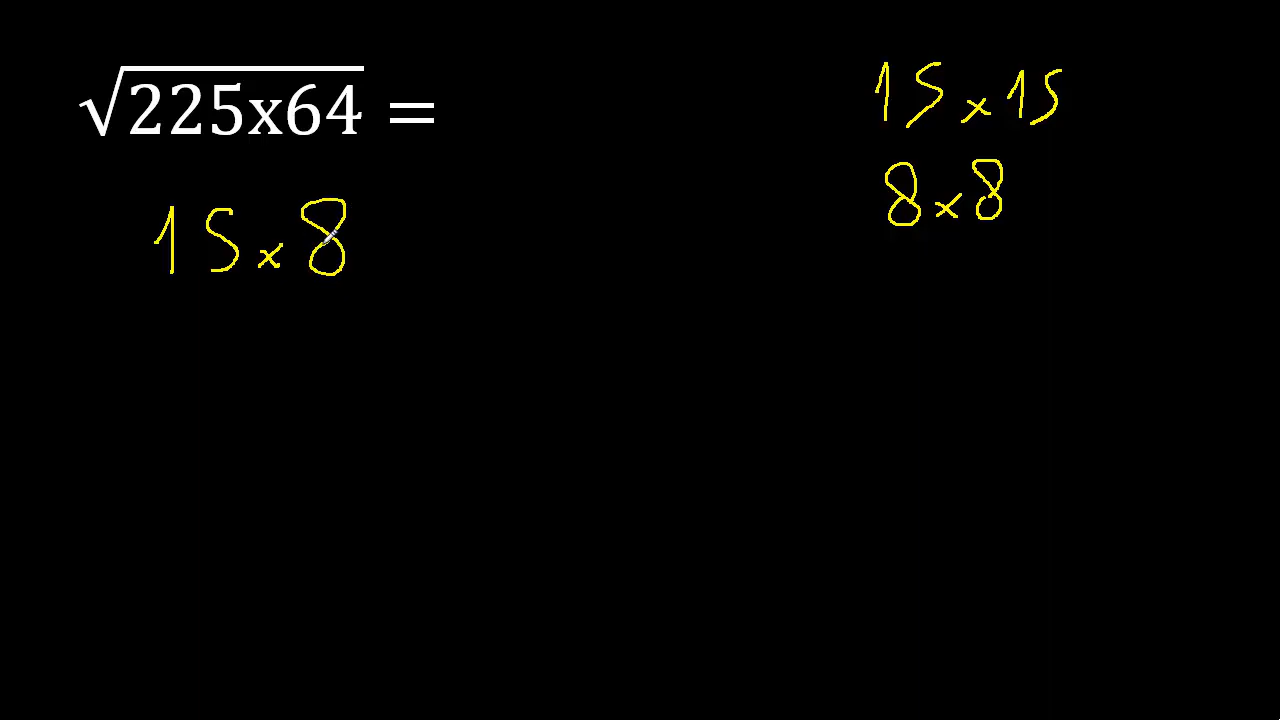 √225x64 =
15 x 15
8 x 8
15 x 8